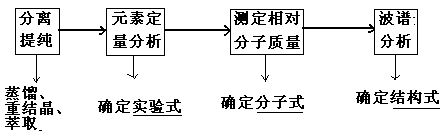 分离
提纯
元素定
量分析
测定相对
分子质量
波谱:
分析
蒸馏、
重结晶、
萃取
确定实验式
确定分子式
确定结构式